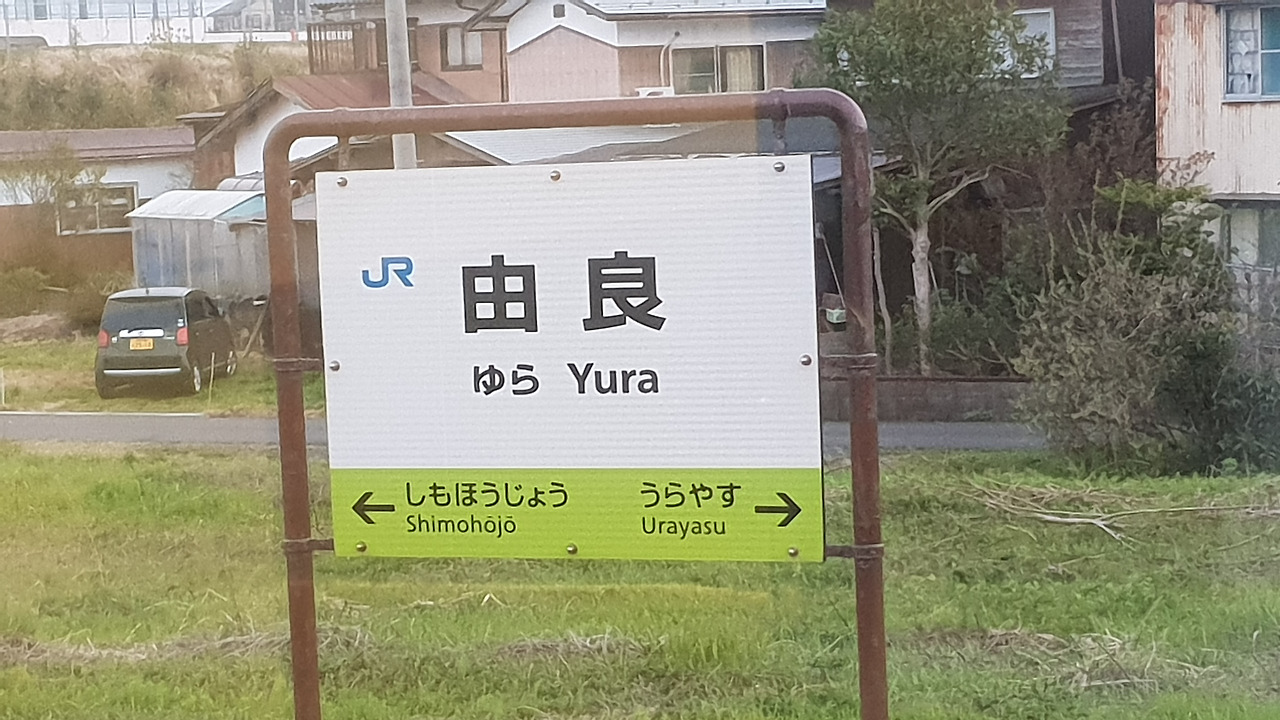 JR 由良
ゆら Yura
← しもほうじょう うらやす →
Shimohōjō Urayasu